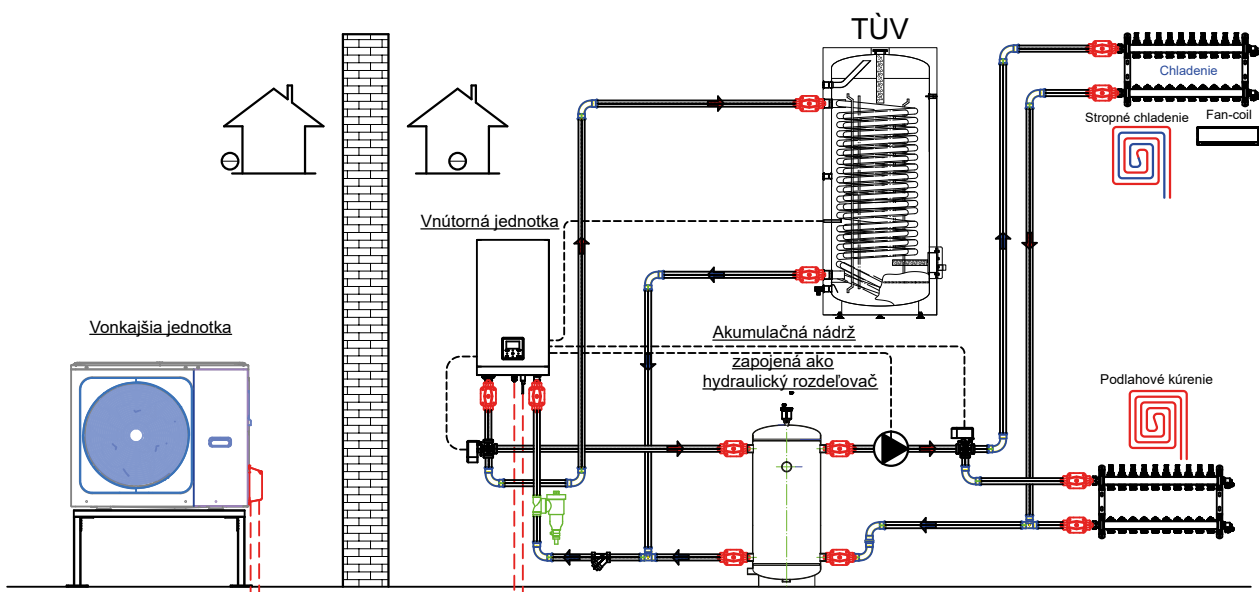 TÙV
Chladenie
Stropné chladenie
Fan-coil
Vnútorná jednotka
Vonkajšia jednotka
Akumulačná nádrž
zapojená ako
hydraulický rozdeľovač
Podlahové kúrenie